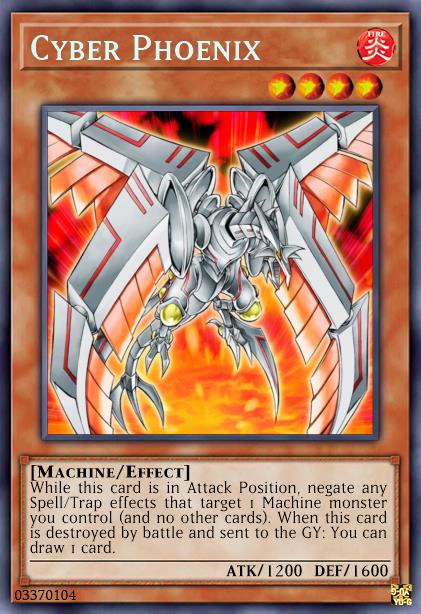 Cyber Phoenix
FIRE
炎
[Machine/Effect]
While this card is in Attack Position, negate any
Spell/Trap effects that target 1 Machine monster
you control (and no other cards). When this card
is destroyed by battle and sent to the GY: You can
draw 1 card.
ATK/1200 DEF/1600
03370104